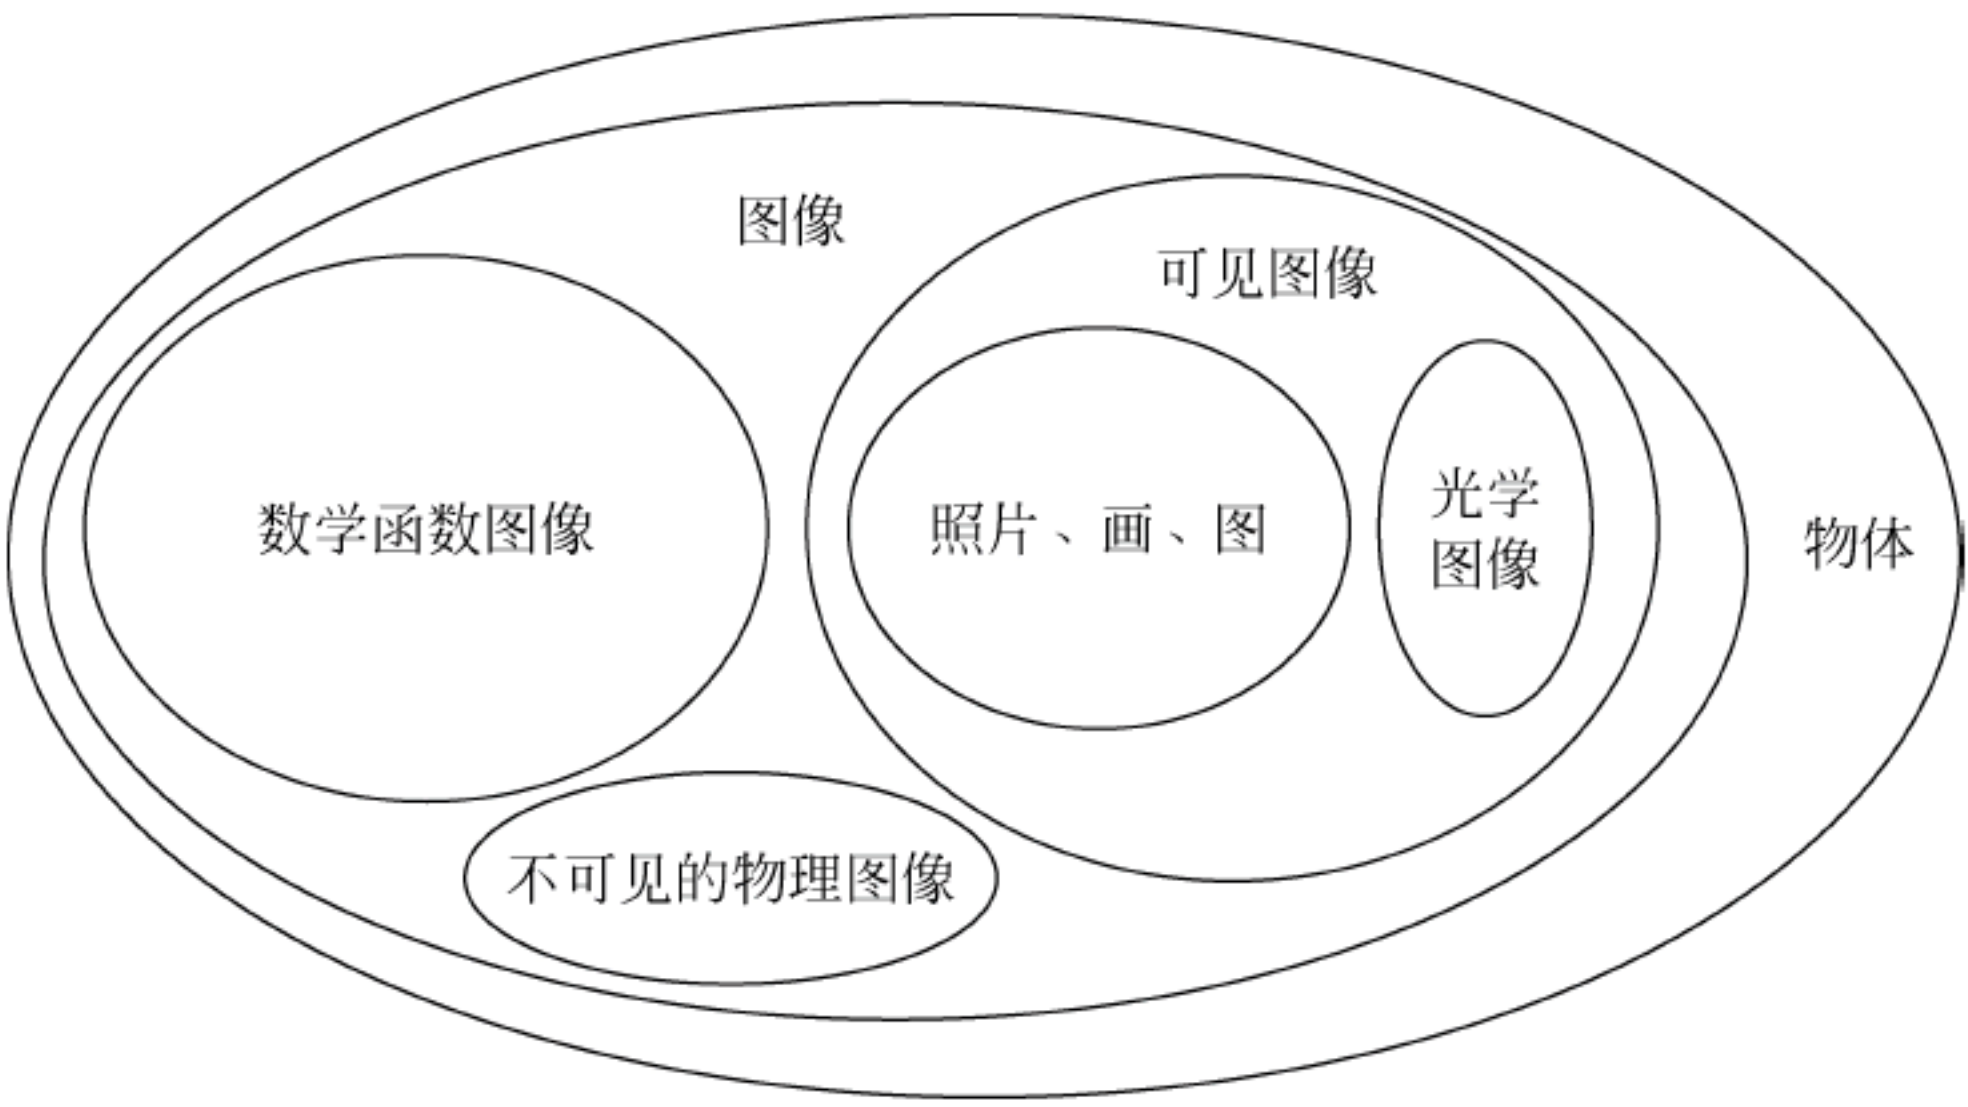 图像
可见图像
数学函数图像
照片、画、图
光学
图像
物体
不可见的物理图像